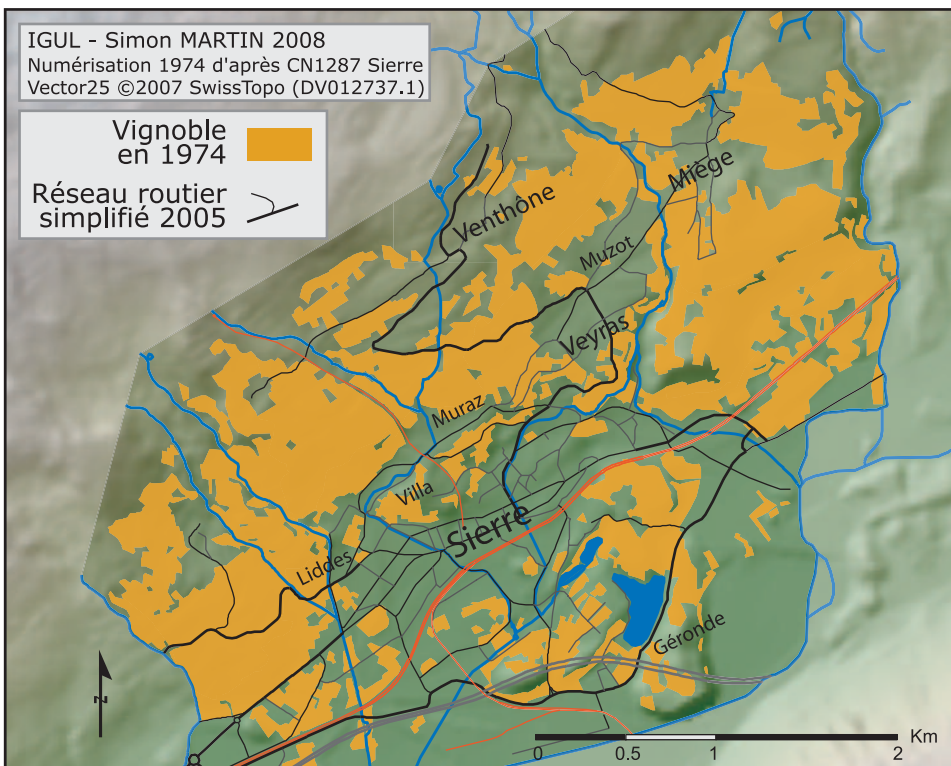 IGUL - Simon MARTIN 2008
Numérisation 1974 d'après CN1287 Sierre
Vector25 ©2007 SwissTopo (DV012737.1)
Vignoble
en 1974
Réseau routier
simplifié 2005
Miège
Venthône
Muzot
Veyras
Muraz
Villa
Sierre
Liddes
Géronde
N
Km
0
0.5
1
2